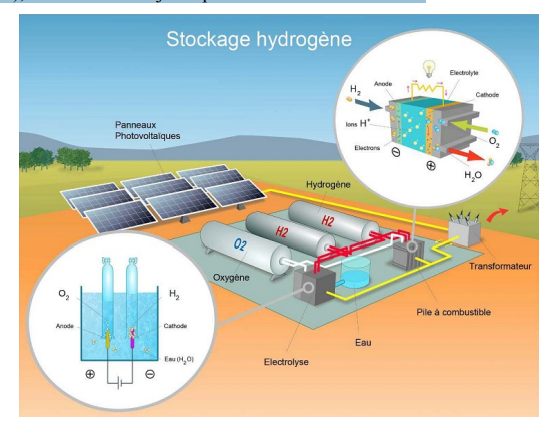 Stockage hydrogène
Panneaux
Photovoltaïques
H2
Anode
Electrolyte
Cathode
Ions H+
Electrons
O2
H2O
⊖
⊕
Hydrogène
H2
H2
O2
Oxygène
Transformateur
Pile à combustible
Eau
Electrolyse
O2
H2
Anode
Cathode
Eau (H2O)
⊕
⊖